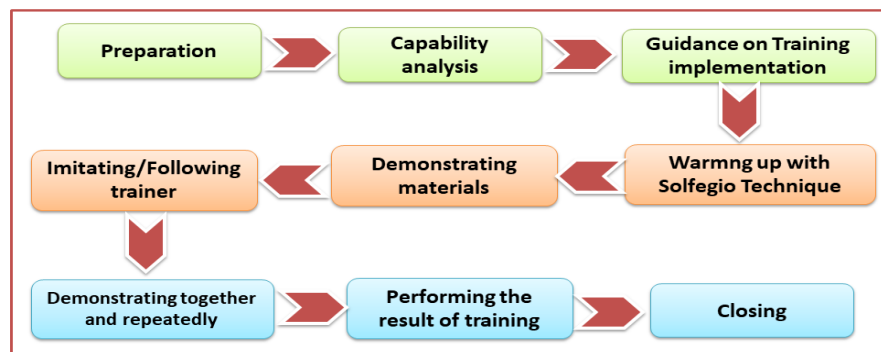 Preparation
Capability
analysis
Guidance on Training
implementation
Warmng up with
Solfegio Technique
Demonstrating
materials
Imitating/Following
trainer
Demonstrating together
and repeatedly
Performing the
result of training
Closing